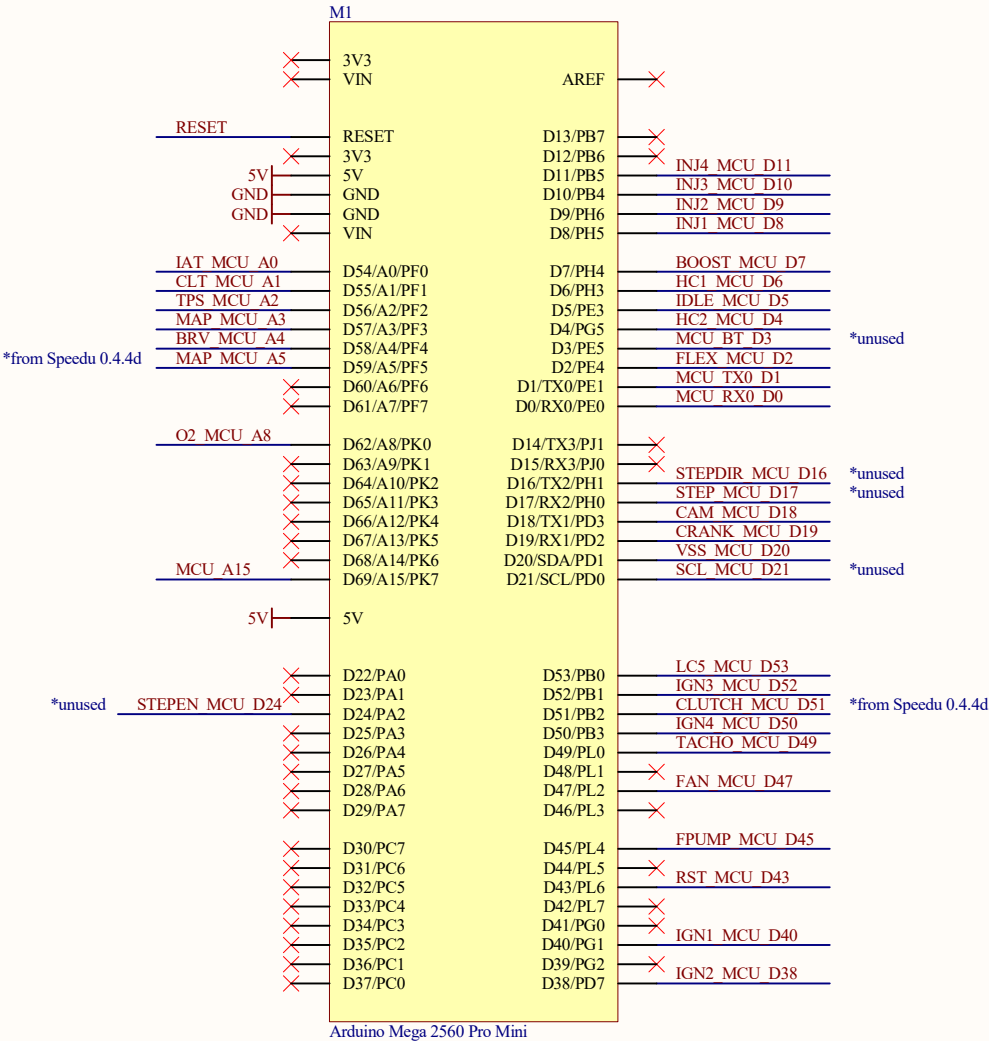 M1
3V3
VIN
AREF
RESET
RESET
D13/PB7
3V3
D12/PB6
5V
5V
D11/PB5
INJ4_MCU_D11
GND
GND
D10/PB4
INJ3_MCU_D10
GND
GND
D9/PH6
INJ2_MCU_D9
VIN
D8/PH5
INJ1_MCU_D8
IAT_MCU_A0
D54/A0/PF0
D7/PH4
BOOST_MCU_D7
CLT_MCU_A1
D55/A1/PF1
D6/PH3
HC1_MCU_D6
TPS_MCU_A2
D56/A2/PF2
D5/PE3
IDLE_MCU_D5
MAP_MCU_A3
D57/A3/PF3
D4/PG5
HC2_MCU_D4
BRV_MCU_A4
D58/A4/PF4
D3/PE5
MCU_BT_D3
*unused
*from Speedu 0.4.4d
MAP_MCU_A5
D59/A5/PF5
D2/PE4
FLEX_MCU_D2
D60/A6/PF6
D1/TX0/PE1
MCU_TX0_D1
D61/A7/PF7
D0/RX0/PE0
MCU_RX0_D0
O2_MCU_A8
D62/A8/PK0
D14/TX3/PJ1
D63/A9/PK1
D15/RX3/PJ0
D64/A10/PK2
D16/TX2/PH1
STEPDIR_MCU_D16
*unused
D65/A11/PK3
D17/RX2/PH0
STEP_MCU_D17
*unused
D66/A12/PK4
D18/TX1/PD3
CAM_MCU_D18
D67/A13/PK5
D19/RX1/PD2
CRANK_MCU_D19
D68/A14/PK6
D20/SDA/PD1
VSS_MCU_D20
MCU_A15
D69/A15/PK7
D21/SCL/PD0
SCL_MCU_D21
*unused
5V
5V
D22/PA0
D53/PB0
LC5_MCU_D53
D23/PA1
D52/PB1
IGN3_MCU_D52
*unused
STEPEN_MCU_D24
D24/PA2
D51/PB2
CLUTCH_MCU_D51
*from Speedu 0.4.4d
D25/PA3
D50/PB3
IGN4_MCU_D50
D26/PA4
D49/PL0
TACHO_MCU_D49
D27/PA5
D48/PL1
D28/PA6
D47/PL2
FAN_MCU_D47
D29/PA7
D46/PL3
D30/PC7
D45/PL4
FPUMP_MCU_D45
D31/PC6
D44/PL5
D32/PC5
D43/PL6
RST_MCU_D43
D33/PC4
D42/PL7
D34/PC3
D41/PG0
D35/PC2
D40/PG1
IGN1_MCU_D40
D36/PC1
D39/PG2
D37/PC0
D38/PD7
IGN2_MCU_D38
Arduino Mega 2560 Pro Mini